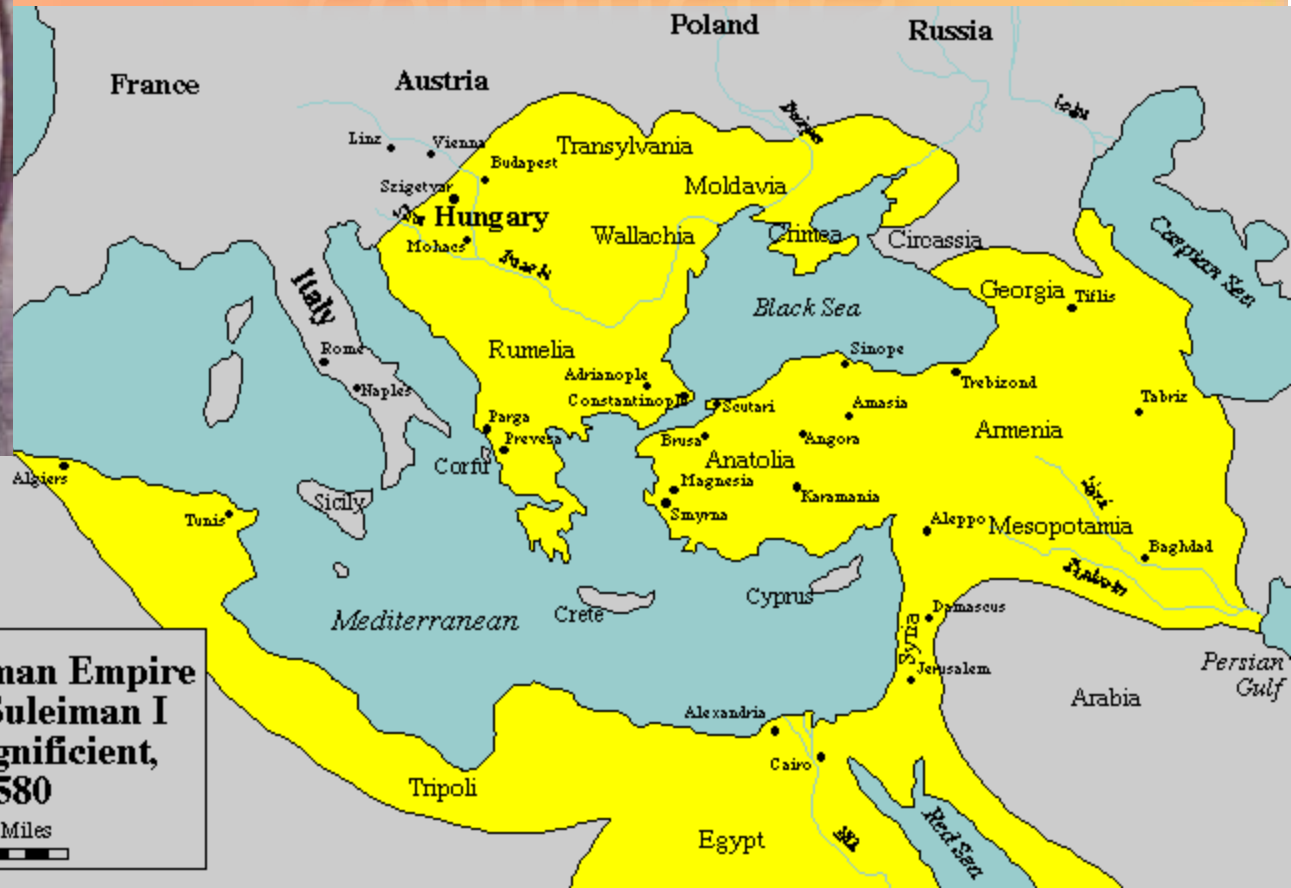 Poland
Russia
France
Austria
Linz
Vienna
Transylvania
Budapest
Szigetvar
Moldavia
Hungary
Mohacs
Wallachia
Crimea
Circassia
Caspian Sea
Italy
Georgia
Tiflis
Black Sea
Rome
Rumelia
Sinope
Adrianople
Trebizond
Naples
Constantinople
Scutari
Amasia
Tabriz
Parga
Prevesa
Brusa
Angora
Armenia
Corfu
Anatolia
Algiers
Magnesia
Karamania
Sicily
Smyrna
Tunis
Aleppo
Mesopotamia
Baghdad
Cyprus
Crete
Damascus
Mediterranean
Syria
Jerusalem
Persian
Gulf
Arabia
man Empire
Suleiman I
gnificient,
580
Miles
Alexandria
Cairo
Tripoli
Egypt
Red Sea